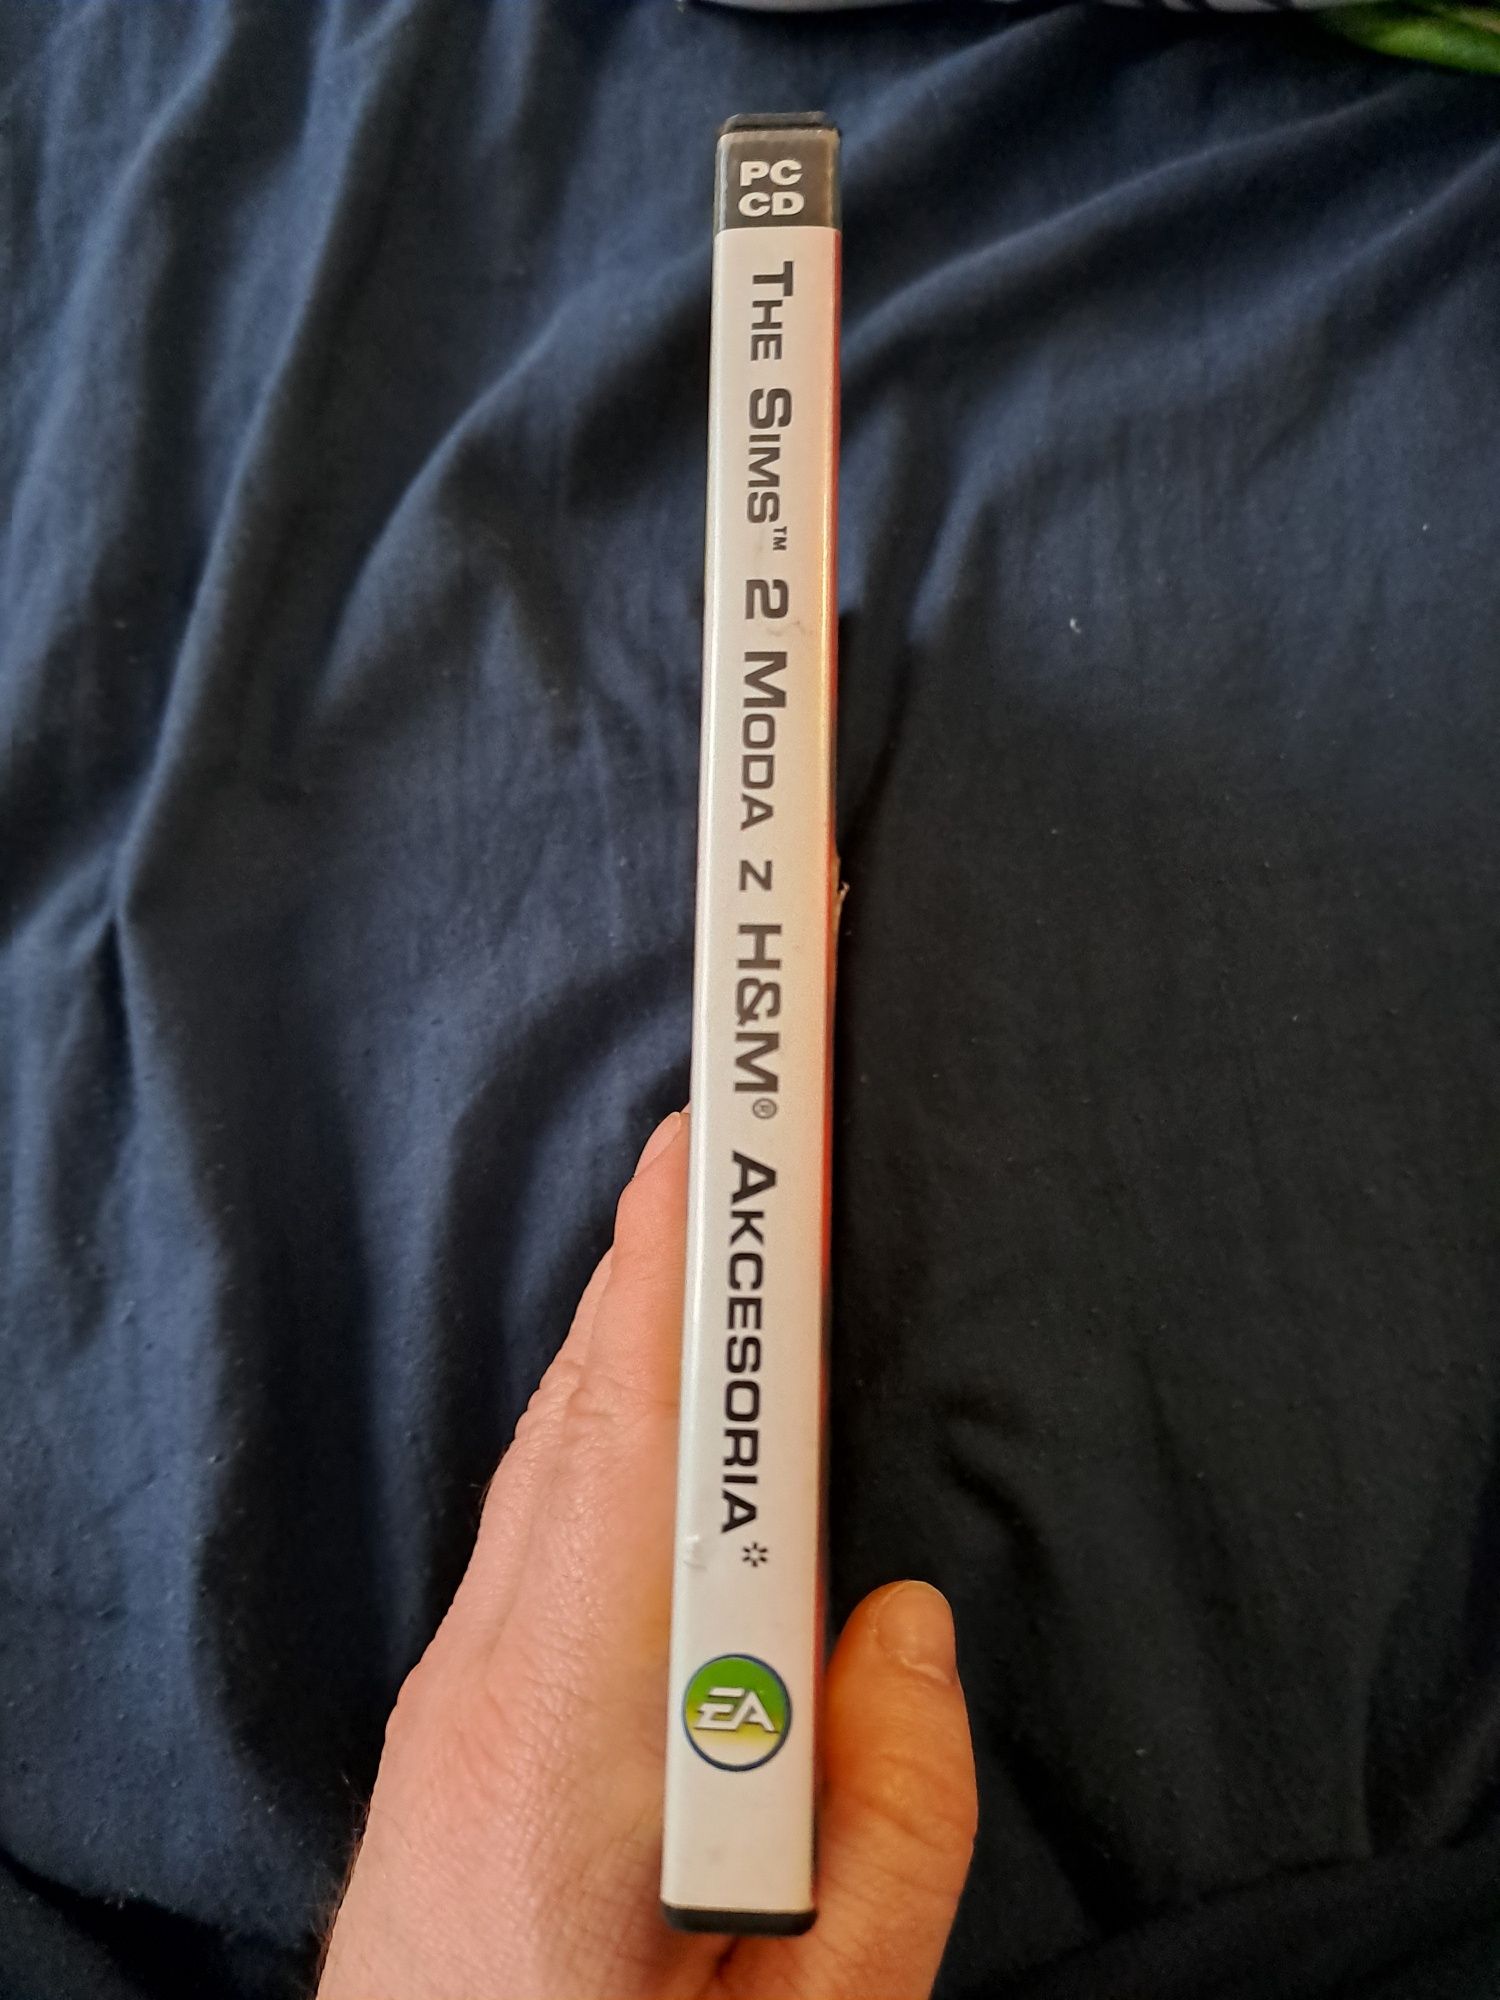 PC
CD
THE SIMS™ 2 MODA Z H&M® AKCESORIA *
EA